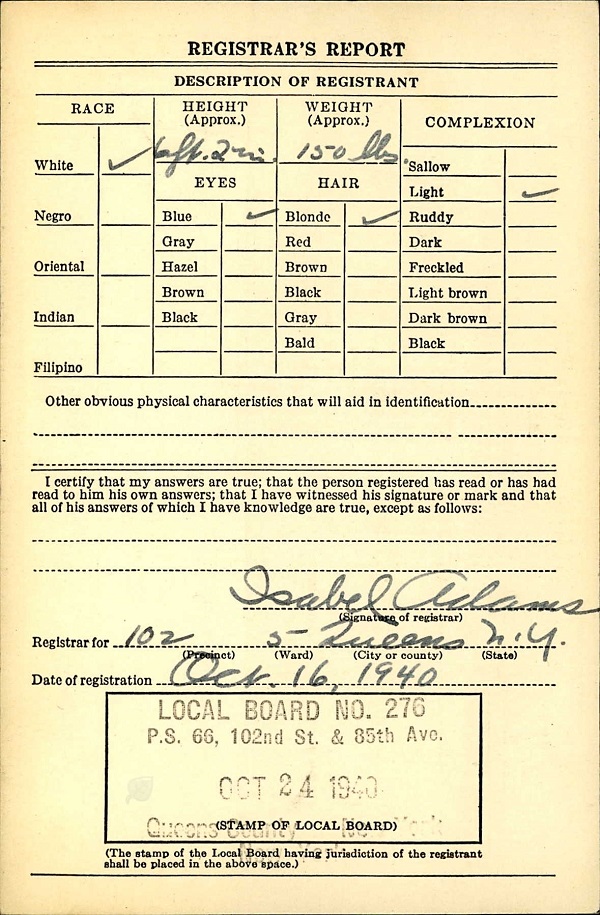 REGISTRAR'S REPORT
DESCRIPTION OF REGISTRANT
RACE
HEIGHT
(Approx.)
WEIGHT
(Approx.)
COMPLEXION
White ✓
6 ft. 2 in.
150 lbs.
Sallow
EYES
HAIR
Light ✓
Negro
Blue ✓
Blonde ✓
Ruddy
Gray
Red
Dark
Oriental
Hazel
Brown
Freckled
Brown
Black
Light brown
Indian
Black
Gray
Dark brown
Bald
Black
Filipino
Other obvious physical characteristics that will aid in identification
I certify that my answers are true; that the person registered has read or has had
read to him his own answers; that I have witnessed his signature or mark and that
all of his answers of which I have knowledge are true, except as follows:
Isabel Adams
(Signature of registrar)
Registrar for 102 5 Queens N.Y.
(Precinct) (Ward) (City or county) (State)
Date of registration Oct. 16, 1940
LOCAL BOARD NO. 276
P.S. 66, 102nd St. & 85th Ave.
OCT 24 1940
Queens County New York
(STAMP OF LOCAL BOARD)
New York
(The stamp of the Local Board having jurisdiction of the registrant
shall be placed in the above space.)